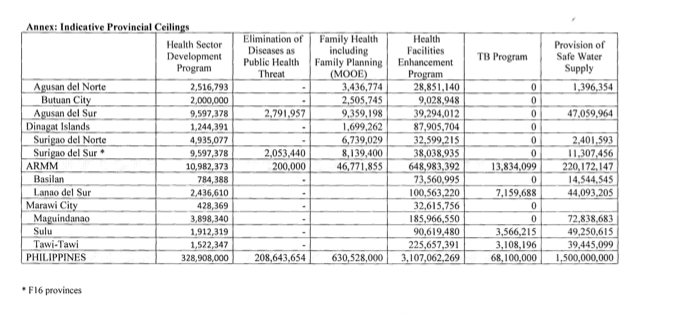 Annex: Indicative Provincial Ceilings
Health Sector Development Program | Elimination of Diseases as Public Health Threat | Family Health including Family Planning (MOOE) | Health Facilities Enhancement Program | TB Program | Provision of Safe Water Supply
Agusan del Norte 2,516,793 - 3,436,774 28,851,140 0 1,396,354
Butuan City 2,000,000 - 2,505,745 9,028,948 0
Agusan del Sur 9,597,378 2,791,957 9,359,198 39,294,012 0 47,059,964
Dinagat Islands 1,244,391 - 1,699,262 87,905,704 0
Surigao del Norte 4,935,077 - 6,739,029 32,599,215 0 2,401,593
Surigao del Sur * 9,597,378 2,053,440 8,139,400 38,038,935 0 11,307,456
ARMM 10,982,373 200,000 46,771,855 648,983,392 13,834,099 220,172,147
Basilan 784,388 - 73,560,995 0 14,544,545
Lanao del Sur 2,436,610 - 100,563,220 7,159,688 44,093,205
Marawi City 428,369 - 32,615,756 0
Maguindanao 3,898,340 - 185,966,550 0 72,838,683
Sulu 1,912,319 - 90,619,480 3,566,215 49,250,615
Tawi-Tawi 1,522,347 - 225,657,391 3,108,196 39,445,099
PHILIPPINES 328,908,000 208,643,654 630,528,000 3,107,062,269 68,100,000 1,500,000,000
* F16 provinces